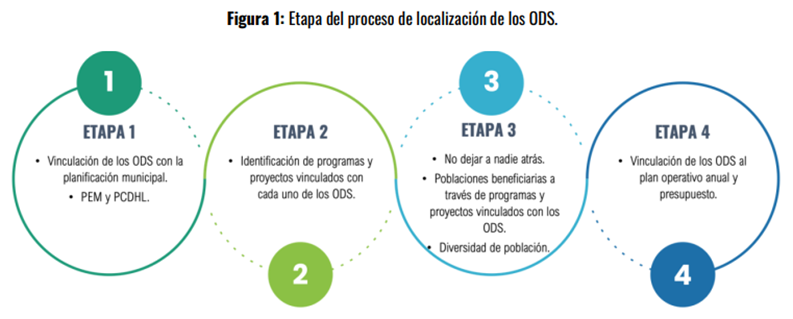 Figura 1: Etapa del proceso de localización de los ODS.
1
ETAPA 1
• Vinculación de los ODS con la
planificación municipal.
• PEM y PCDHL.
ETAPA 2
• Identificación de programas y
proyectos vinculados con
cada uno de los ODS.
2
3
ETAPA 3
• No dejar a nadie atrás.
• Poblaciones beneficiarias a
través de programas y
proyectos vinculados con los
ODS.
• Diversidad de población.
ETAPA 4
• Vinculación de los ODS al
plan operativo anual y
presupuesto.
4